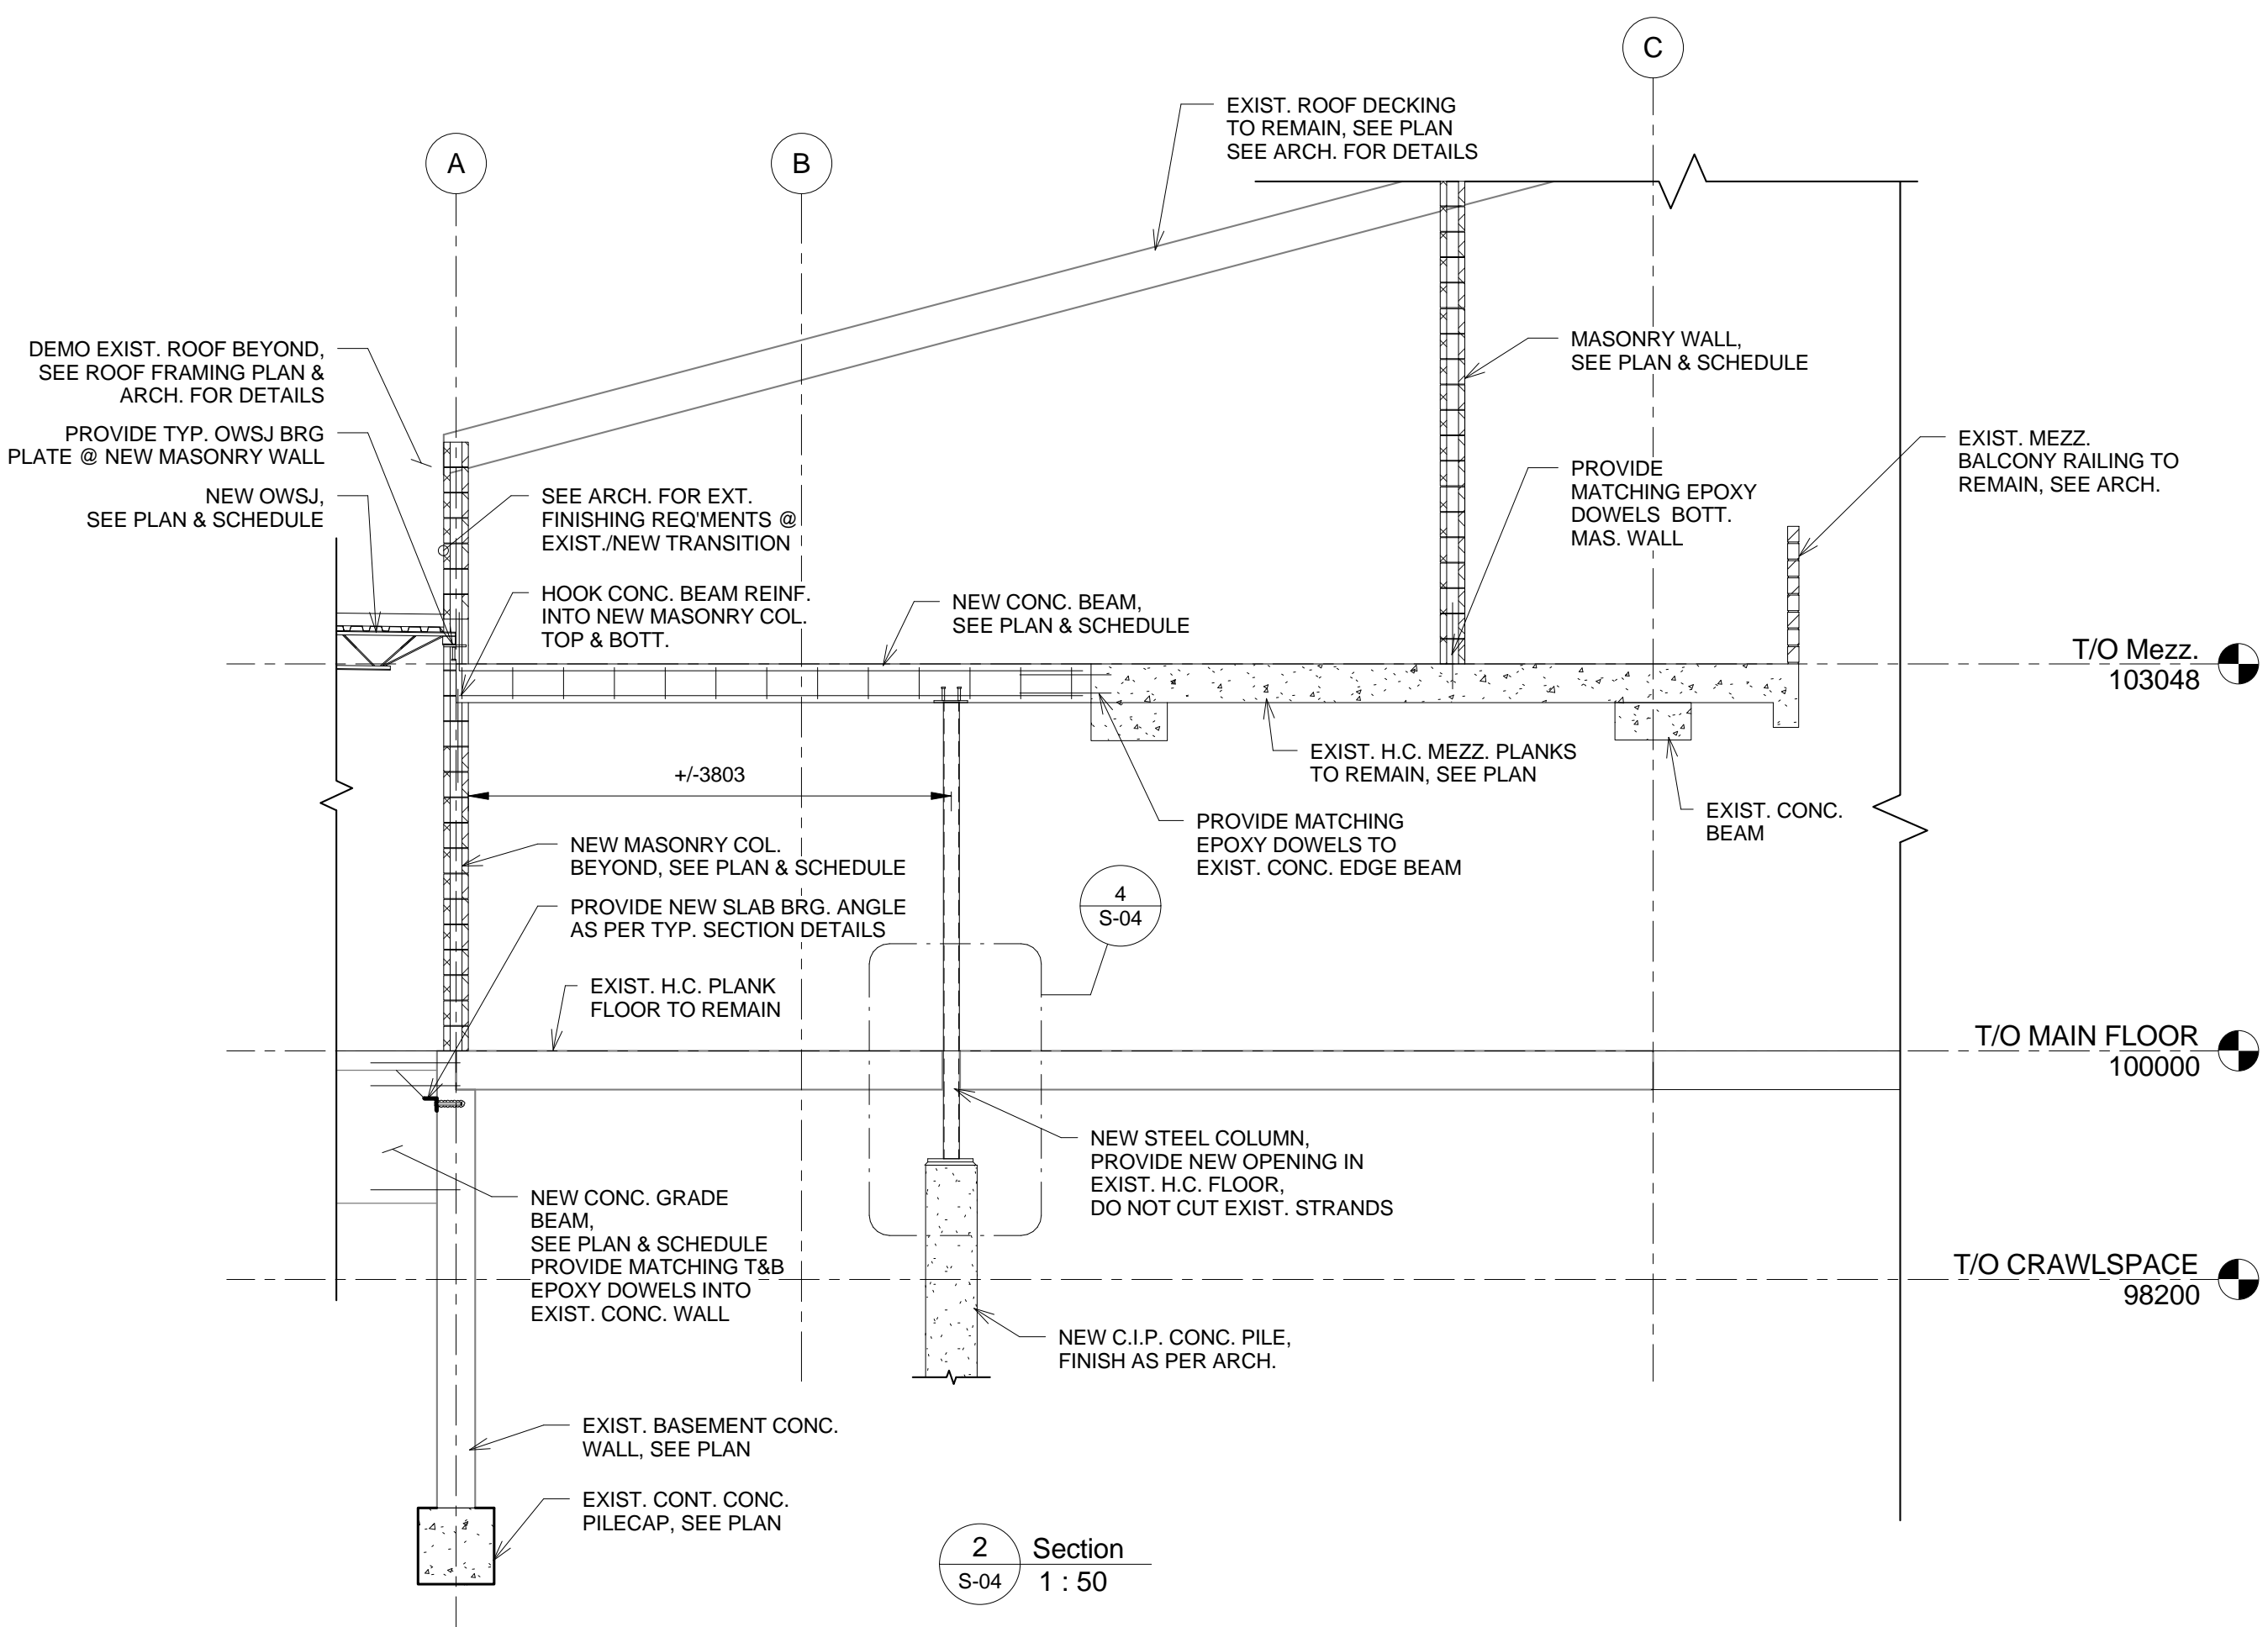 C
A
B
EXIST. ROOF DECKING
TO REMAIN, SEE PLAN
SEE ARCH. FOR DETAILS
DEMO EXIST. ROOF BEYOND,
SEE ROOF FRAMING PLAN &
ARCH. FOR DETAILS
PROVIDE TYP. OWSJ BRG
PLATE @ NEW MASONRY WALL
NEW OWSJ,
SEE PLAN & SCHEDULE
SEE ARCH. FOR EXT.
FINISHING REQ'MENTS @
EXIST./NEW TRANSITION
HOOK CONC. BEAM REINF.
INTO NEW MASONRY COL.
TOP & BOTT.
NEW CONC. BEAM,
SEE PLAN & SCHEDULE
MASONRY WALL,
SEE PLAN & SCHEDULE
PROVIDE
MATCHING EPOXY
DOWELS BOTT.
MAS. WALL
EXIST. MEZZ.
BALCONY RAILING TO
REMAIN, SEE ARCH.
T/O Mezz.
103048
+/-3803
EXIST. H.C. MEZZ. PLANKS
TO REMAIN, SEE PLAN
EXIST. CONC.
BEAM
PROVIDE MATCHING
EPOXY DOWELS TO
EXIST. CONC. EDGE BEAM
NEW MASONRY COL.
BEYOND, SEE PLAN & SCHEDULE
PROVIDE NEW SLAB BRG. ANGLE
AS PER TYP. SECTION DETAILS
4
S-04
EXIST. H.C. PLANK
FLOOR TO REMAIN
T/O MAIN FLOOR
100000
NEW STEEL COLUMN,
PROVIDE NEW OPENING IN
EXIST. H.C. FLOOR,
DO NOT CUT EXIST. STRANDS
NEW CONC. GRADE
BEAM,
SEE PLAN & SCHEDULE
PROVIDE MATCHING T&B
EPOXY DOWELS INTO
EXIST. CONC. WALL
T/O CRAWLSPACE
98200
NEW C.I.P. CONC. PILE,
FINISH AS PER ARCH.
EXIST. BASEMENT CONC.
WALL, SEE PLAN
EXIST. CONT. CONC.
PILECAP, SEE PLAN
2
S-04
Section
1 : 50